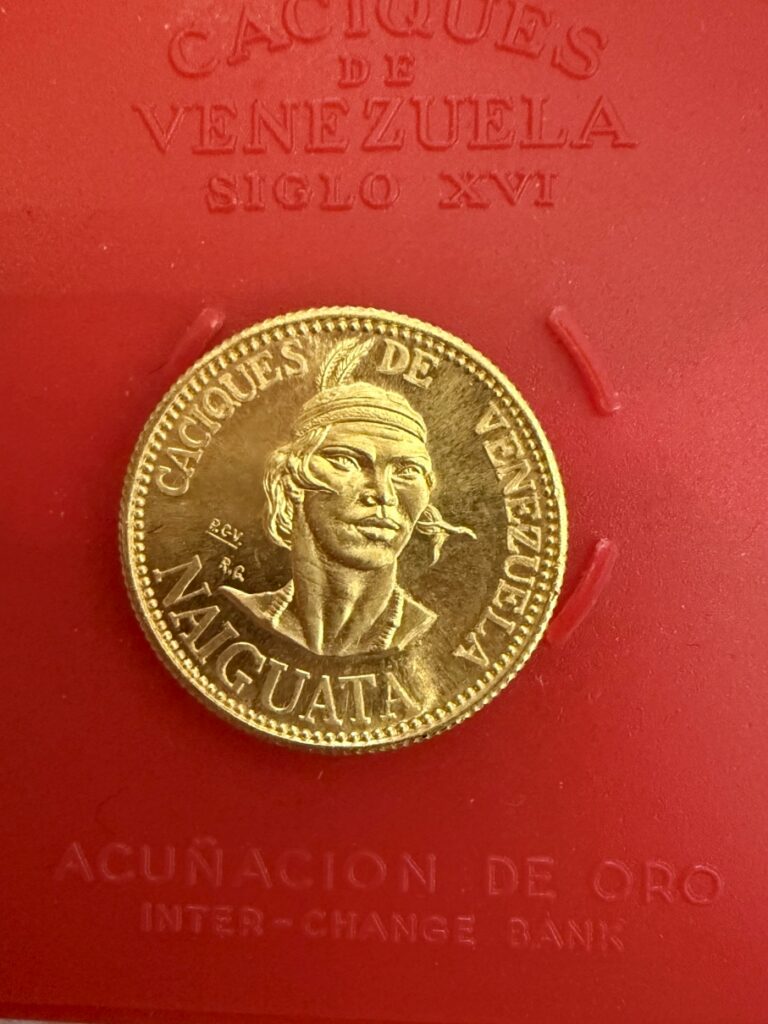 CACIQUES
DE
VENEZUELA
SIGLO XVI
CACIQUES DE VENEZUELA
P.G.V.
R.G.
NAIGUATA
ACUÑACION DE ORO
INTER-CHANGE BANK